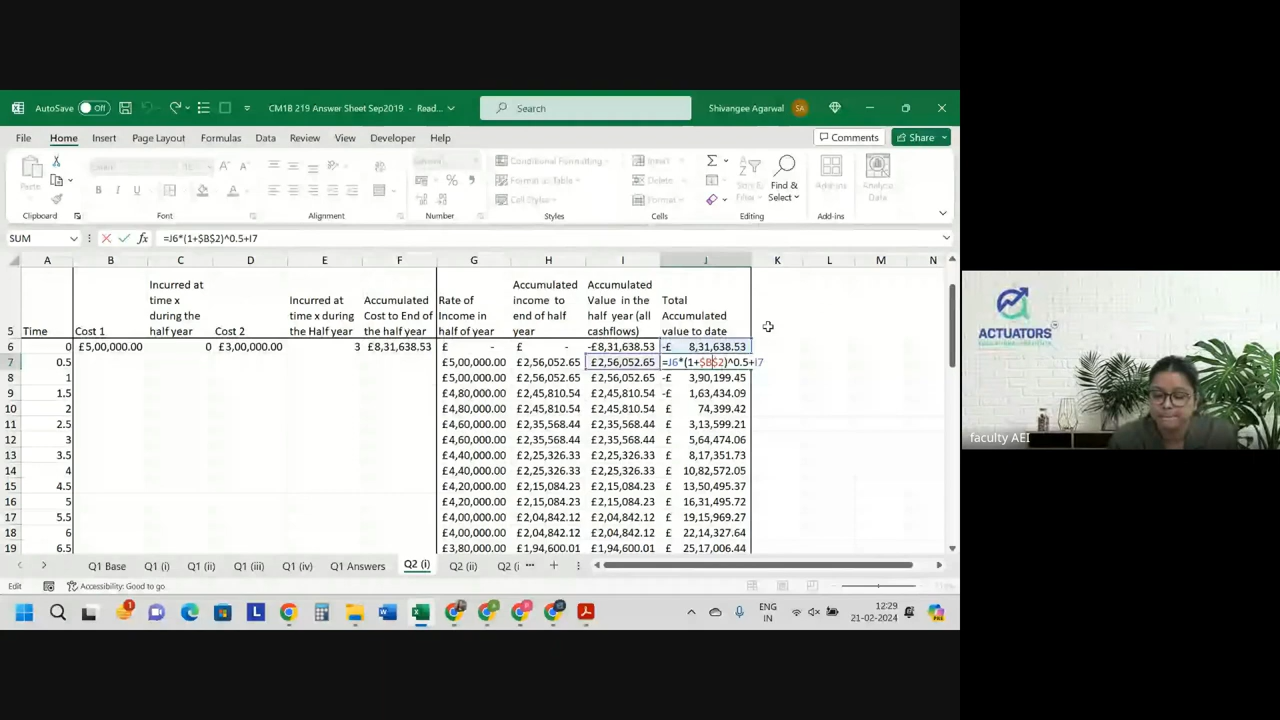 AutoSave Off CM1B 219 Answer Sheet Sep2019 - Read... Search Shivangee Agarwal SA
File Home Insert Page Layout Formulas Data Review View Developer Help Comments Share
Paste Conditional Formatting Insert
Format as Table Delete Sort & Find & Add-ins Analyze
B I U Cell Styles Format Filter Select Data
Clipboard Font Alignment Number Styles Cells Editing Add-ins
SUM fx =J6*(1+$B$2)^0.5+I7
A B C D E F G H I J K L M N
Incurred at Accumulated Accumulated
time x Incurred at Accumulated Rate of income to Value in the Total
during the time x during Cost to End of Income in end of half half year (all Accumulated
5 Time Cost 1 half year Cost 2 the Half year the half year half of year year cashflows) value to date
6 0 £5,00,000.00 0 £3,00,000.00 3 £8,31,638.53 £ - £ - -£8,31,638.53 -£ 8,31,638.53
7 0.5 £5,00,000.00 £2,56,052.65 £2,56,052.65 =J6*(1+$B$2)^0.5+I7
8 1 £5,00,000.00 £2,56,052.65 £2,56,052.65 -£ 3,90,199.45
9 1.5 £4,80,000.00 £2,45,810.54 £2,45,810.54 -£ 1,63,434.09
10 2 £4,80,000.00 £2,45,810.54 £2,45,810.54 £ 74,399.42
11 2.5 £4,60,000.00 £2,35,568.44 £2,35,568.44 £ 3,13,599.21
12 3 £4,60,000.00 £2,35,568.44 £2,35,568.44 £ 5,64,474.06
13 3.5 £4,40,000.00 £2,25,326.33 £2,25,326.33 £ 8,17,351.73
14 4 £4,40,000.00 £2,25,326.33 £2,25,326.33 £ 10,82,572.05
15 4.5 £4,20,000.00 £2,15,084.23 £2,15,084.23 £ 13,50,495.37
16 5 £4,20,000.00 £2,15,084.23 £2,15,084.23 £ 16,31,495.72
17 5.5 £4,00,000.00 £2,04,842.12 £2,04,842.12 £ 19,15,969.27
18 6 £4,00,000.00 £2,04,842.12 £2,04,842.12 £ 22,14,327.64
19 6.5 £3,80,000.00 £1,94,600.01 £1,94,600.01 £ 25,17,006.44
Q1 Base Q1 (i) Q1 (ii) Q1 (iii) Q1 (iv) Q1 Answers Q2 (i) Q2 (ii) Q2 (i ...
Edit Accessibility: Good to go
ENG 12:29
IN 21-02-2024
ACTUATORS
faculty AEI